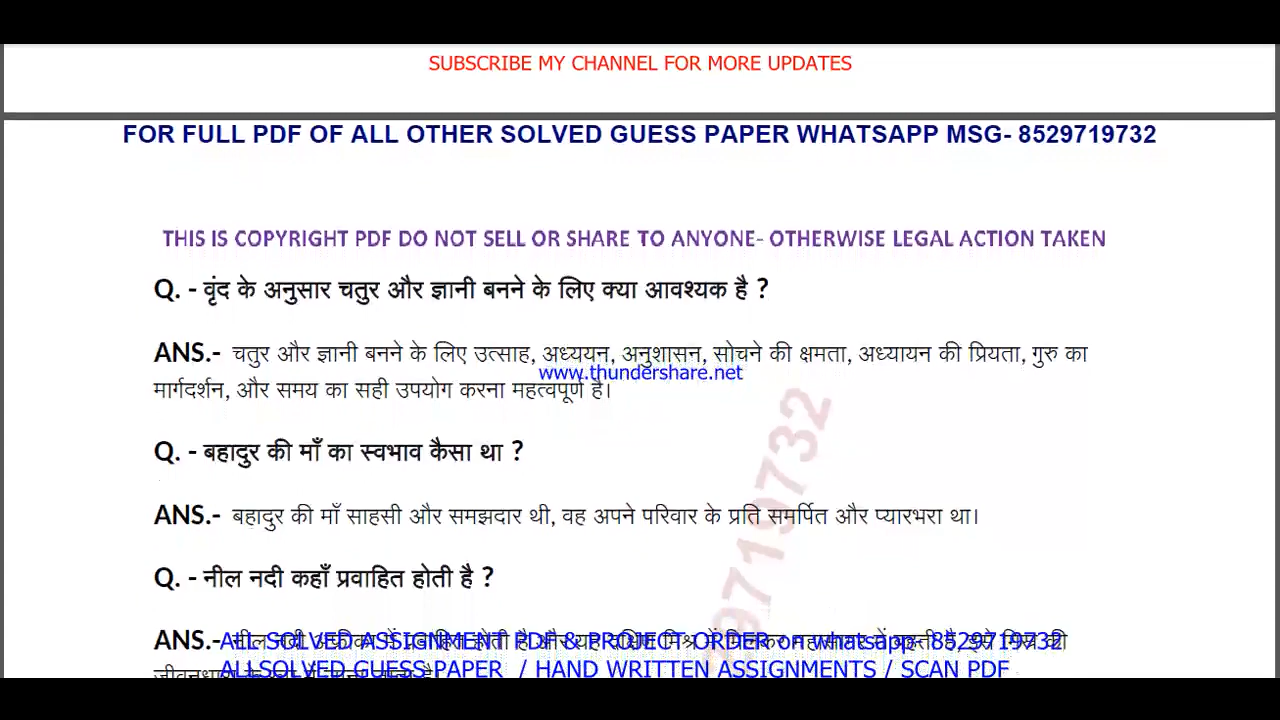 SUBSCRIBE MY CHANNEL FOR MORE UPDATES
FOR FULL PDF OF ALL OTHER SOLVED GUESS PAPER WHATSAPP MSG- 8529719732
THIS IS COPYRIGHT PDF DO NOT SELL OR SHARE TO ANYONE- OTHERWISE LEGAL ACTION TAKEN
Q. - वृंद के अनुसार चतुर और ज्ञानी बनने के लिए क्या आवश्यक है ?
ANS.- चतुर और ज्ञानी बनने के लिए उत्साह, अध्ययन, अनुशासन, सोचने की क्षमता, अध्यायन की प्रियता, गुरु का
www.thundershare.net
मार्गदर्शन, और समय का सही उपयोग करना महत्वपूर्ण है।
Q. - बहादुर की माँ का स्वभाव कैसा था ?
ANS.- बहादुर की माँ साहसी और समझदार थी, वह अपने परिवार के प्रति समर्पित और प्यारभरा था।
9719732
Q. - नील नदी कहाँ प्रवाहित होती है ?
ANS.-
ALL SOLVED ASSIGNMENT PDF & PROJECT ORDER on whatsapp - 8529719732
ALLSOLVED GUESS PAPER / HAND WRITTEN ASSIGNMENTS / SCAN PDF